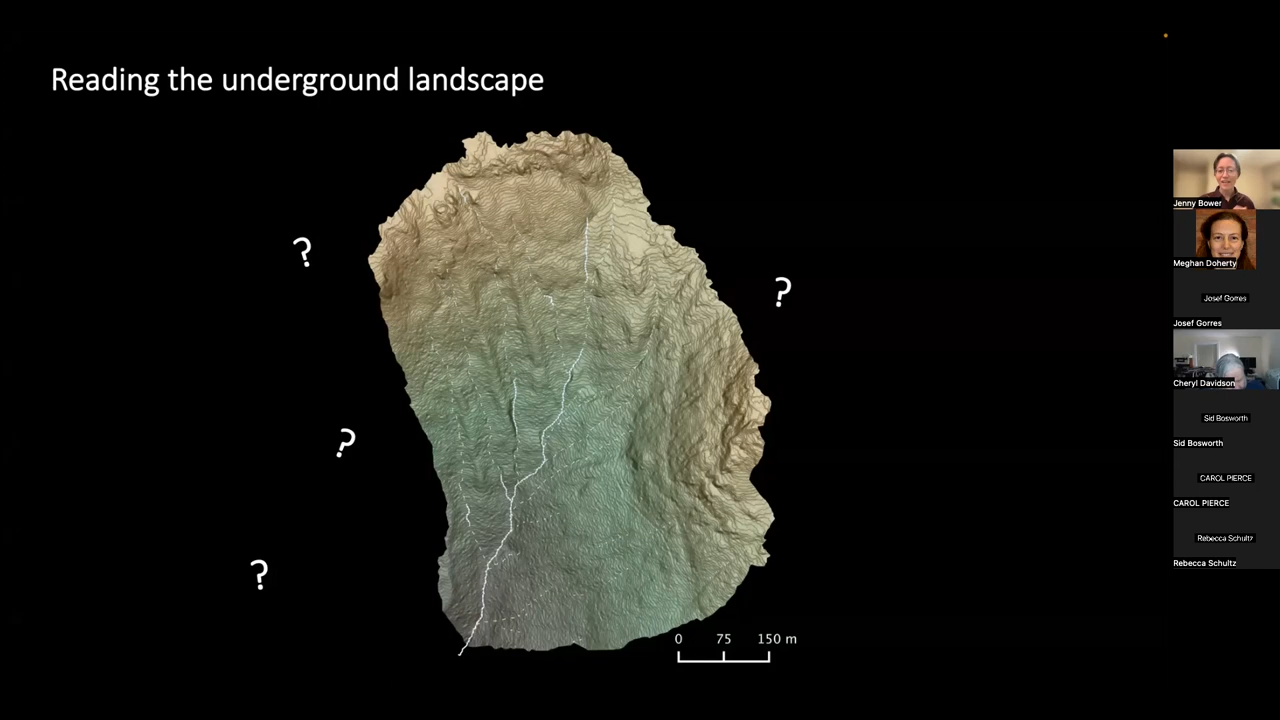 Reading the underground landscape
?
?
?
?
0 75 150 m
Jenny Bower
Meghan Doherty
Josef Gorres
Josef Gorres
Cheryl Davidson
Sid Bosworth
Sid Bosworth
CAROL PIERCE
CAROL PIERCE
Rebecca Schultz
Rebecca Schultz